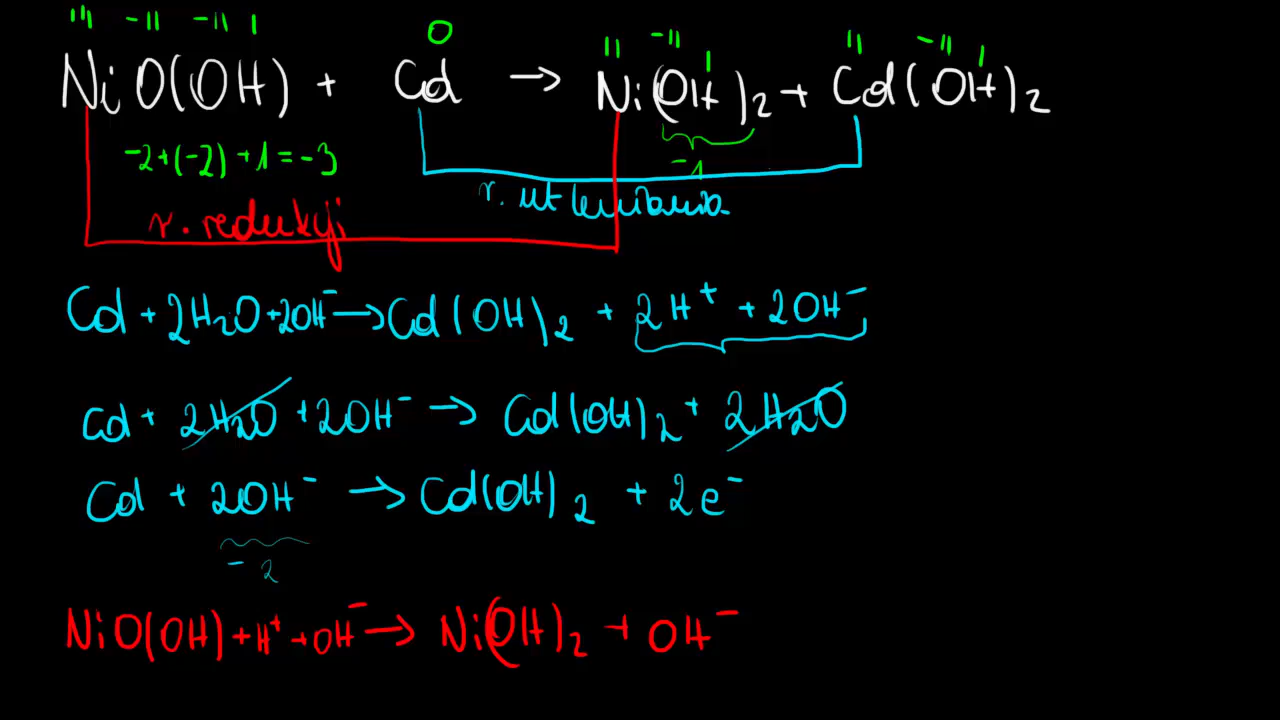 III -II -II I 0 II -II I II -II I
NiO(OH) + Cd → Ni(OH)₂ + Cd(OH)₂
-2+(-2)+1=-3
-1
r. utleniania
r. redukcji
Cd + 2H₂O + 2OH⁻ → Cd(OH)₂ + 2H⁺ + 2OH⁻
Cd + 2H₂O + 2OH⁻ → Cd(OH)₂ + 2H₂O
Cd + 2OH⁻ → Cd(OH)₂ + 2e⁻
-2
NiO(OH) + H⁺ + OH⁻ → Ni(OH)₂ + OH⁻